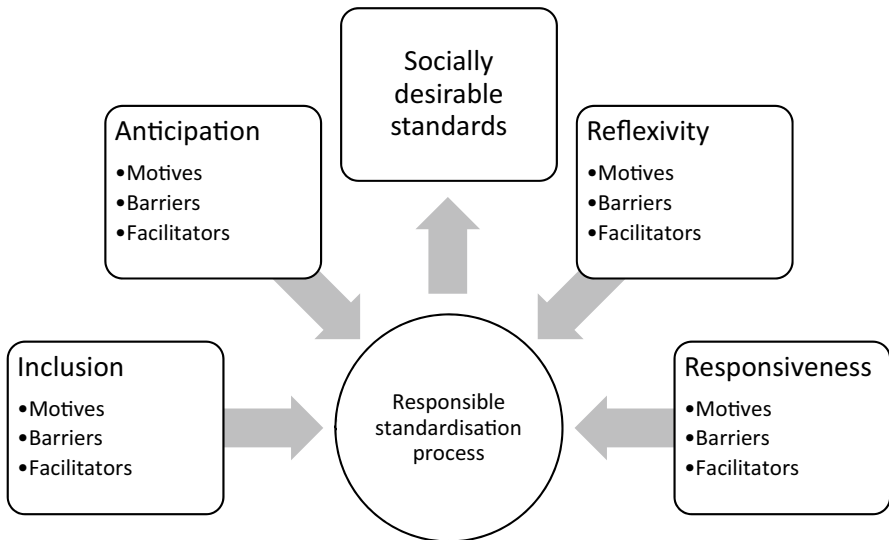 Socially
desirable
standards
Anticipation
•Motives
•Barriers
•Facilitators
Reflexivity
•Motives
•Barriers
•Facilitators
Inclusion
•Motives
•Barriers
•Facilitators
Responsible
standardisation
process
Responsiveness
•Motives
•Barriers
•Facilitators